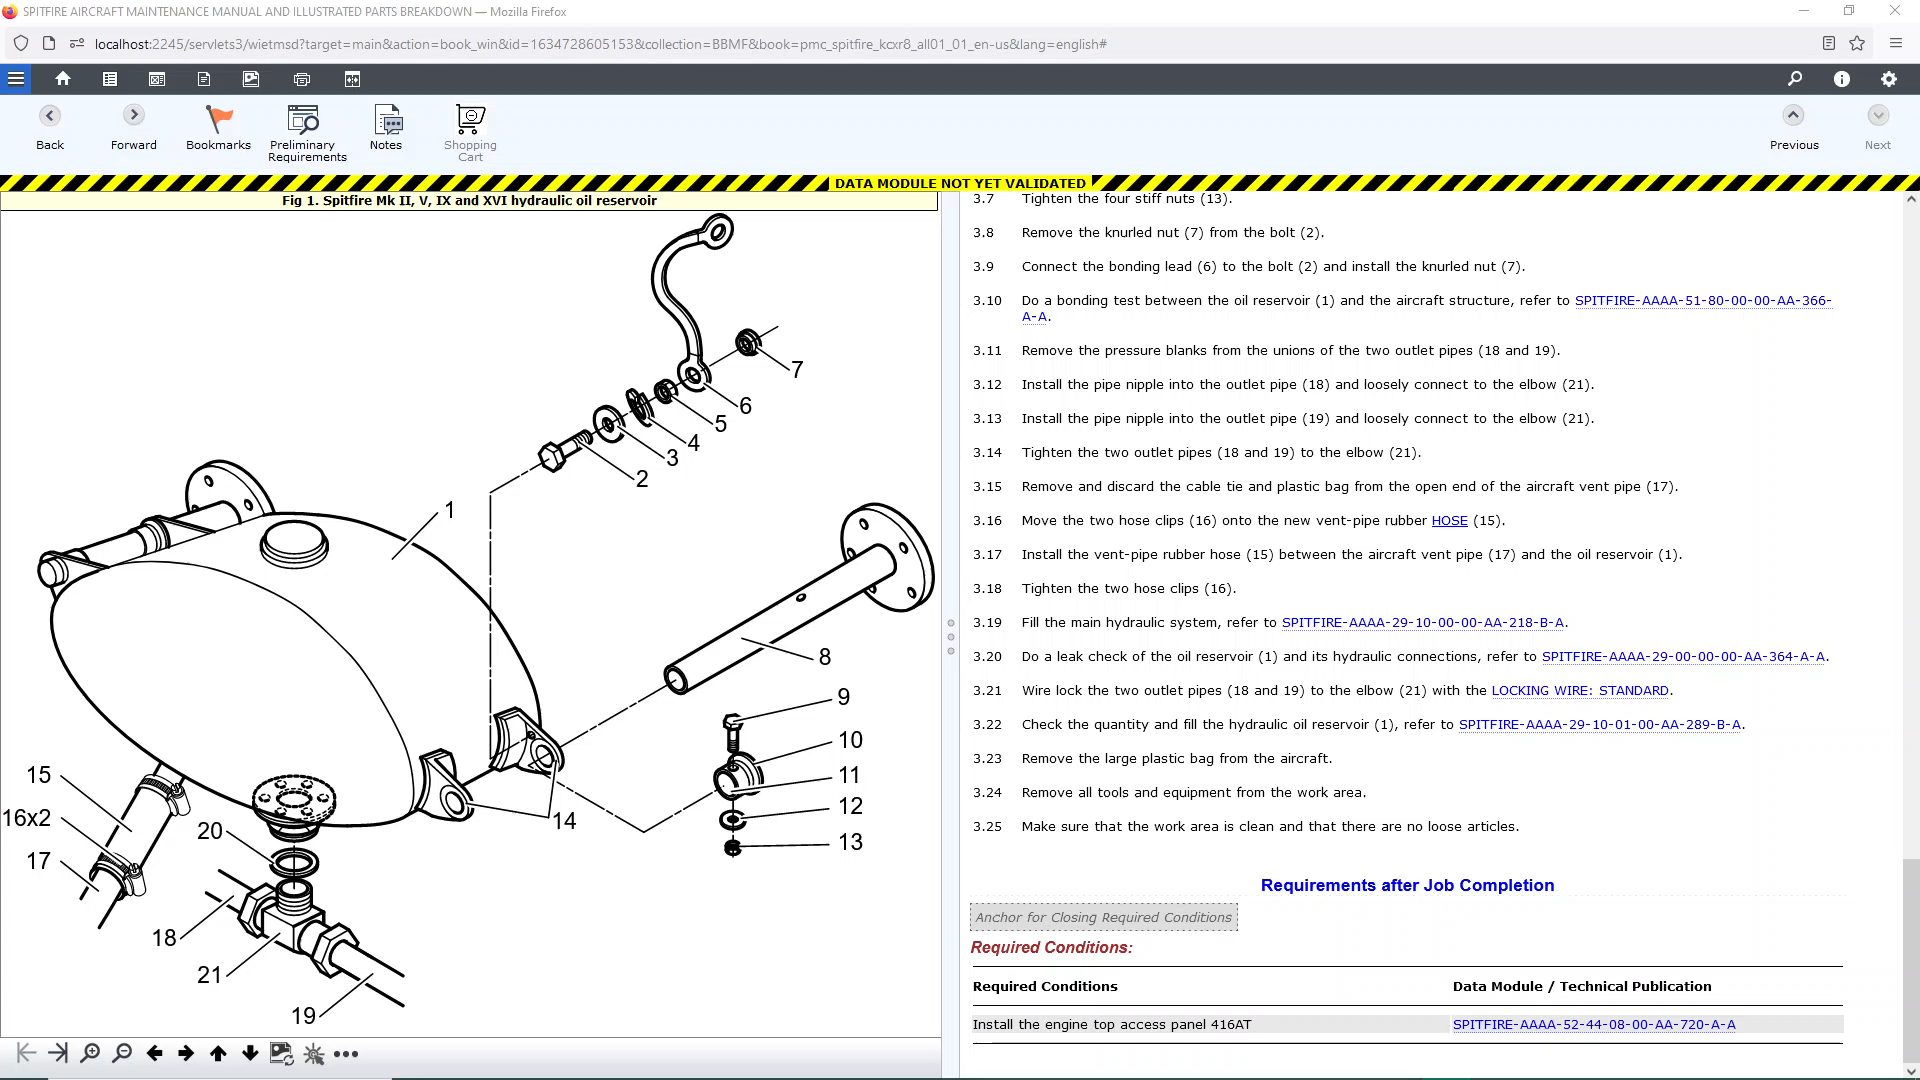 SPITFIRE AIRCRAFT MAINTENANCE MANUAL AND ILLUSTRATED PARTS BREAKDOWN — Mozilla Firefox
localhost:2245/servlets3/wietmsd?target=main&action=book_win&id=1634728605153&collection=BBMF&book=pmc_spitfire_kcxr8_all01_01_en-us&lang=english#
Back
Forward
Bookmarks
Preliminary
Requirements
Notes
Shopping
Cart
Previous
Next
DATA MODULE NOT YET VALIDATED
Fig 1. Spitfire Mk II, V, IX and XVI hydraulic oil reservoir
7
6
5
4
3
2
1
8
9
10
11
12
13
14
15
16x2
17
20
18
21
19
3.7 Tighten the four stiff nuts (13).
3.8 Remove the knurled nut (7) from the bolt (2).
3.9 Connect the bonding lead (6) to the bolt (2) and install the knurled nut (7).
3.10 Do a bonding test between the oil reservoir (1) and the aircraft structure, refer to SPITFIRE-AAAA-51-80-00-00-AA-366-
A-A.
3.11 Remove the pressure blanks from the unions of the two outlet pipes (18 and 19).
3.12 Install the pipe nipple into the outlet pipe (18) and loosely connect to the elbow (21).
3.13 Install the pipe nipple into the outlet pipe (19) and loosely connect to the elbow (21).
3.14 Tighten the two outlet pipes (18 and 19) to the elbow (21).
3.15 Remove and discard the cable tie and plastic bag from the open end of the aircraft vent pipe (17).
3.16 Move the two hose clips (16) onto the new vent-pipe rubber HOSE (15).
3.17 Install the vent-pipe rubber hose (15) between the aircraft vent pipe (17) and the oil reservoir (1).
3.18 Tighten the two hose clips (16).
3.19 Fill the main hydraulic system, refer to SPITFIRE-AAAA-29-10-00-00-AA-218-B-A.
3.20 Do a leak check of the oil reservoir (1) and its hydraulic connections, refer to SPITFIRE-AAAA-29-00-00-00-AA-364-A-A.
3.21 Wire lock the two outlet pipes (18 and 19) to the elbow (21) with the LOCKING WIRE: STANDARD.
3.22 Check the quantity and fill the hydraulic oil reservoir (1), refer to SPITFIRE-AAAA-29-10-01-00-AA-289-B-A.
3.23 Remove the large plastic bag from the aircraft.
3.24 Remove all tools and equipment from the work area.
3.25 Make sure that the work area is clean and that there are no loose articles.
Requirements after Job Completion
Anchor for Closing Required Conditions
Required Conditions:
Required Conditions Data Module / Technical Publication
Install the engine top access panel 416AT SPITFIRE-AAAA-52-44-08-00-AA-720-A-A